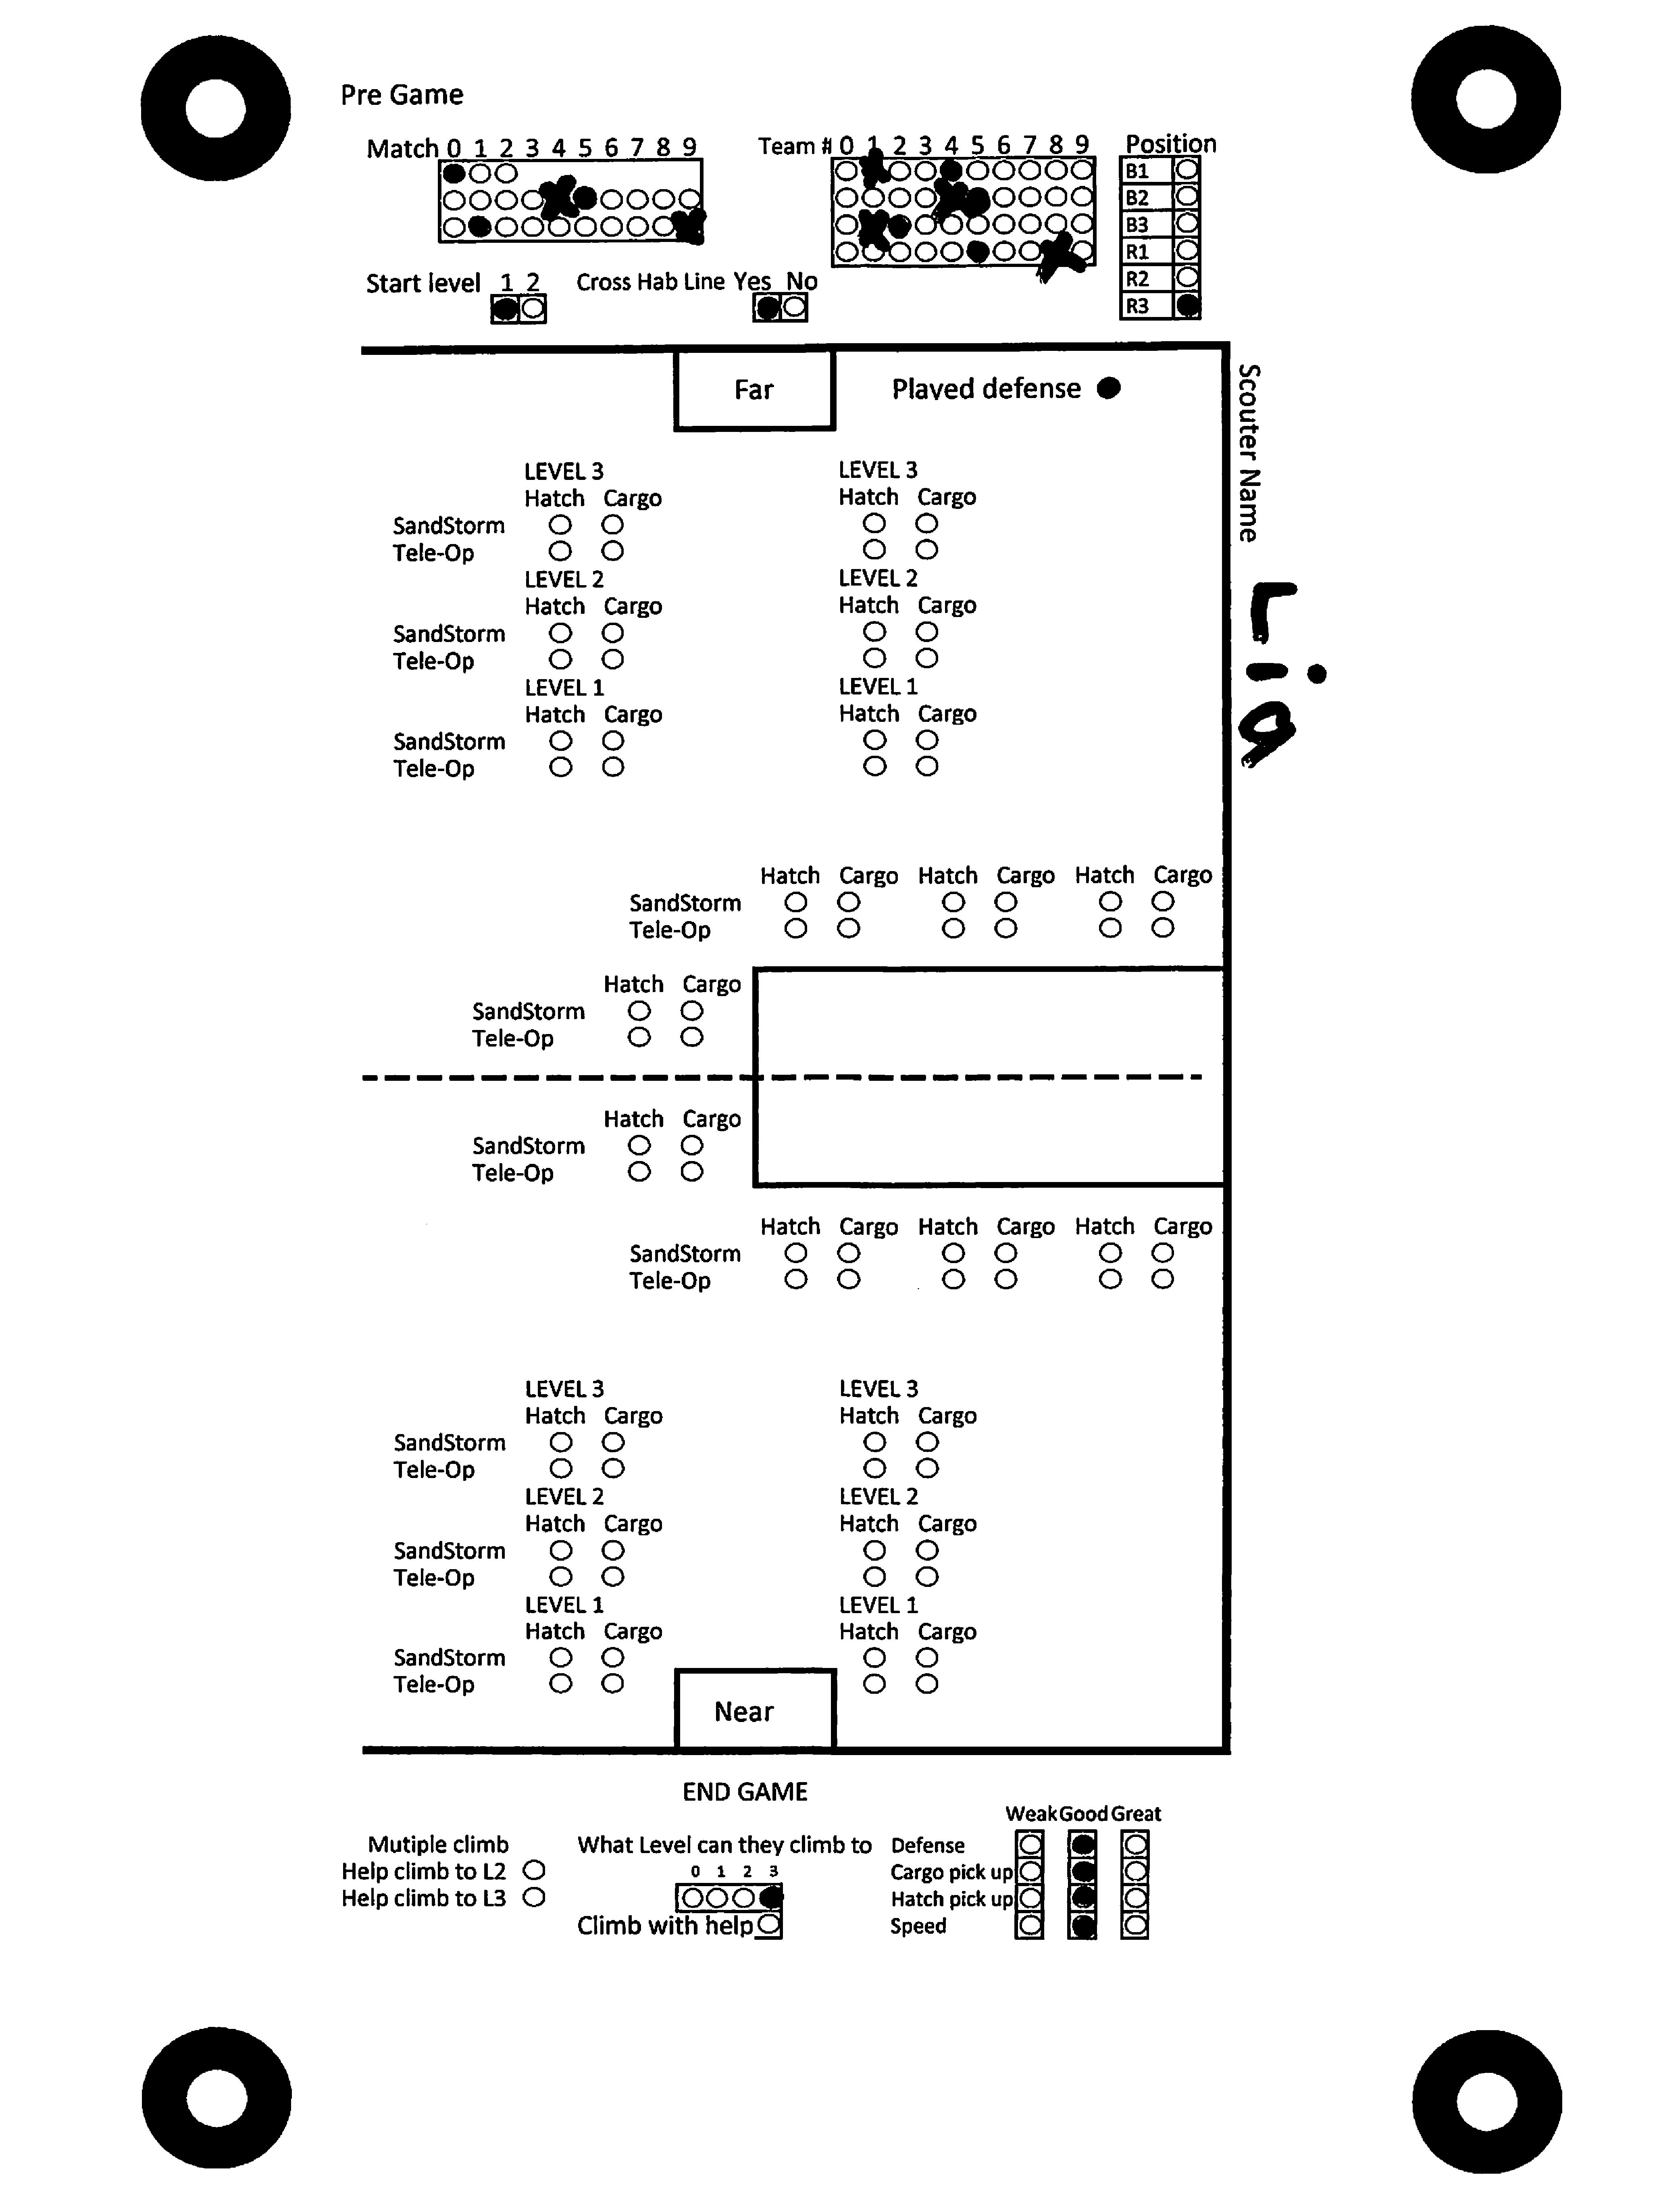 Pre Game
Match 0 1 2 3 4 5 6 7 8 9
Team # 0 1 2 3 4 5 6 7 8 9
Position
B1
B2
B3
R1
R2
R3
Start level 1 2
Cross Hab Line Yes No
Far
Played defense
Scouter Name
Lia
LEVEL 3 LEVEL 3
Hatch Cargo Hatch Cargo
SandStorm
Tele-Op
LEVEL 2 LEVEL 2
Hatch Cargo Hatch Cargo
SandStorm
Tele-Op
LEVEL 1 LEVEL 1
Hatch Cargo Hatch Cargo
SandStorm
Tele-Op
Hatch Cargo Hatch Cargo Hatch Cargo
SandStorm
Tele-Op
Hatch Cargo
SandStorm
Tele-Op
Hatch Cargo
SandStorm
Tele-Op
Hatch Cargo Hatch Cargo Hatch Cargo
SandStorm
Tele-Op
LEVEL 3 LEVEL 3
Hatch Cargo Hatch Cargo
SandStorm
Tele-Op
LEVEL 2 LEVEL 2
Hatch Cargo Hatch Cargo
SandStorm
Tele-Op
LEVEL 1 LEVEL 1
Hatch Cargo Hatch Cargo
SandStorm
Tele-Op
Near
END GAME
Mutiple climb
Help climb to L2
Help climb to L3
What Level can they climb to
0 1 2 3
Climb with help
Weak Good Great
Defense
Cargo pick up
Hatch pick up
Speed